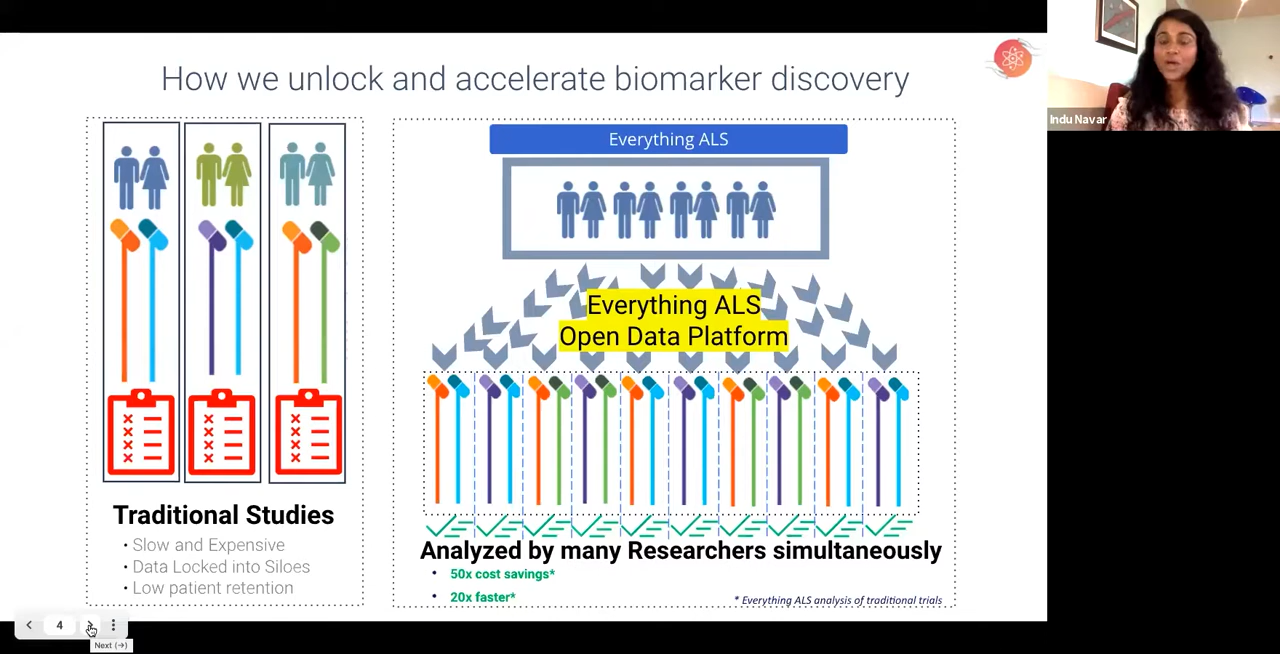 How we unlock and accelerate biomarker discovery
Indu Navar
Everything ALS
Everything ALS
Open Data Platform
Traditional Studies
• Slow and Expensive
• Data Locked into Siloes
• Low patient retention
Analyzed by many Researchers simultaneously
• 50x cost savings*
• 20x faster*
* Everything ALS analysis of traditional trials
4
Next (→)